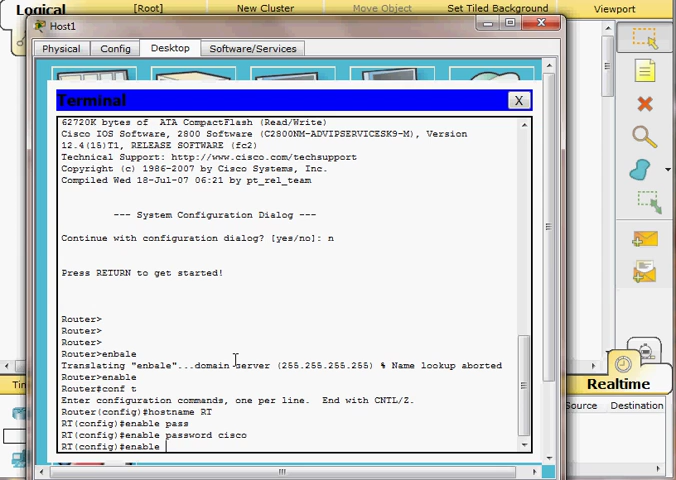 Logical
[Root]
New Cluster
Move Object
Set Tiled Background
Viewport
Host1
Physical
Config
Desktop
Software/Services
Terminal
X
62720K bytes of  ATA CompactFlash (Read/Write)
Cisco IOS Software, 2800 Software (C2800NM-ADVIPSERVICESK9-M), Version
12.4(15)T1, RELEASE SOFTWARE (fc2)
Technical Support: http://www.cisco.com/techsupport
Copyright (c) 1986-2007 by Cisco Systems, Inc.
Compiled Wed 18-Jul-07 06:21 by pt_rel_team
--- System Configuration Dialog ---
Continue with configuration dialog? [yes/no]: n
Press RETURN to get started!
Router>
Router>
Router>
Router>enbale
Translating "enbale"...domain server (255.255.255.255) % Name lookup aborted
Router>enable
Router#conf t
Enter configuration commands, one per line.  End with CNTL/Z.
Router(config)#hostname RT
RT(config)#enable pass
RT(config)#enable password cisco
RT(config)#enable
Realtime
Source
Destination